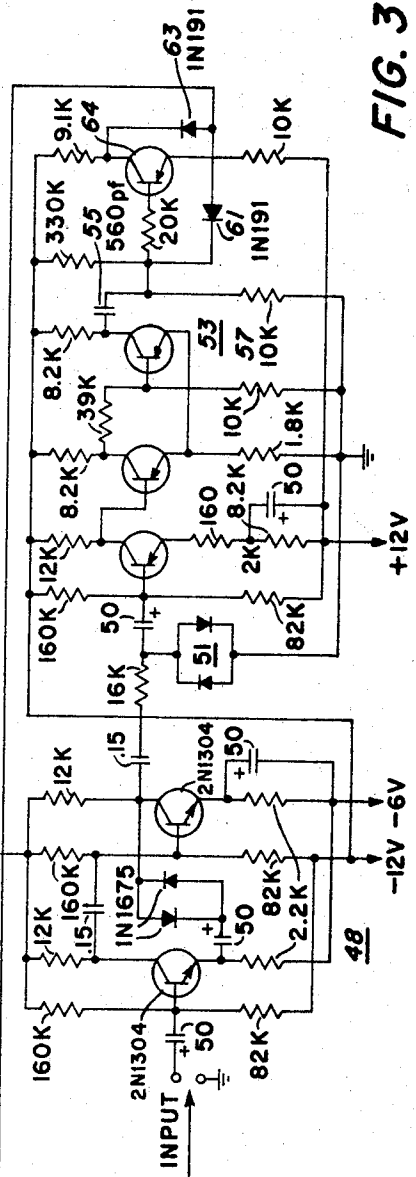 63
1N191
9.1K
64
330K
560pf
20K
55
61
1N191
10K
8.2K
53
57
10K
39K
8.2K
10K
1.8K
12K
160
8.2K
50
+
2K
160K
50
+
82K
+12V
16K
51
.15
12K
2N1304
50
+
160K
-6V
12K
.15
1N1675
82K
-12V
50
+
2.2K
160K
2N1304
48
50
+
82K
INPUT
FIG. 3